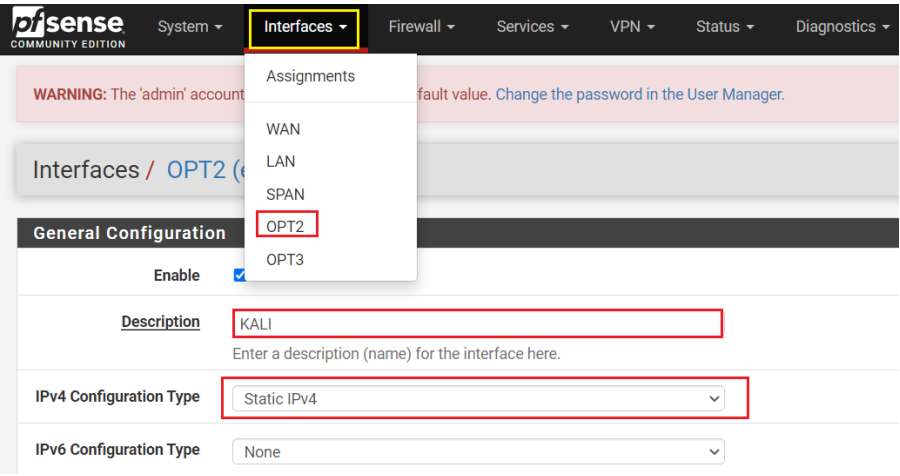 pfsense
COMMUNITY EDITION
System Interfaces Firewall Services VPN Status Diagnostics
Assignments
WAN
LAN
SPAN
OPT2
OPT3
WARNING: The 'admin' account fault value. Change the password in the User Manager.
Interfaces / OPT2 (
General Configuration
Enable
Description
KALI
Enter a description (name) for the interface here.
IPv4 Configuration Type
Static IPv4
IPv6 Configuration Type
None